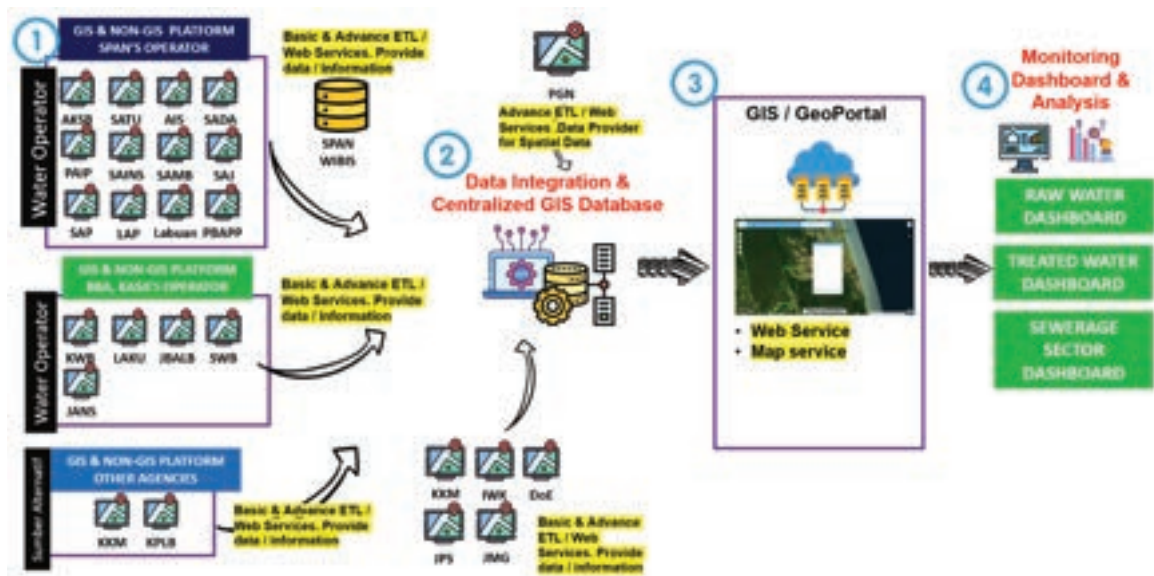 1
GIS & NON-GIS PLATFORM
SPAN'S OPERATOR
Water Operator
AKSB SATU AIS SADA
PAIP SAINS SAMB SAJ
SAP LAP Labuan PBAPP
Basic & Advance ETL /
Web Services. Provide
data / information
SPAN
WIBIS
GIS & NON-GIS PLATFORM
BBA, KASA'S OPERATOR
Water Operator
KWB LAKU JBALB SWB
JANS
Basic & Advance ETL /
Web Services. Provide
data / information
GIS & NON-GIS PLATFORM
OTHER AGENCIES
Sumber Alternatif
KKM KPLB
Basic & Advance ETL /
Web Services. Provide
data / information
PGN
Advance ETL / Web
Services .Data Provider
for Spatial Data
2
Data Integration &
Centralized GIS Database
KKM IWK DoE
JPS JMG
Basic & Advance
ETL / Web
Services. Provide
data / information
3
GIS / GeoPortal
• Web Service
• Map service
4
Monitoring
Dashboard &
Analysis
RAW WATER
DASHBOARD
TREATED WATER
DASHBOARD
SEWERAGE
SECTOR
DASHBOARD